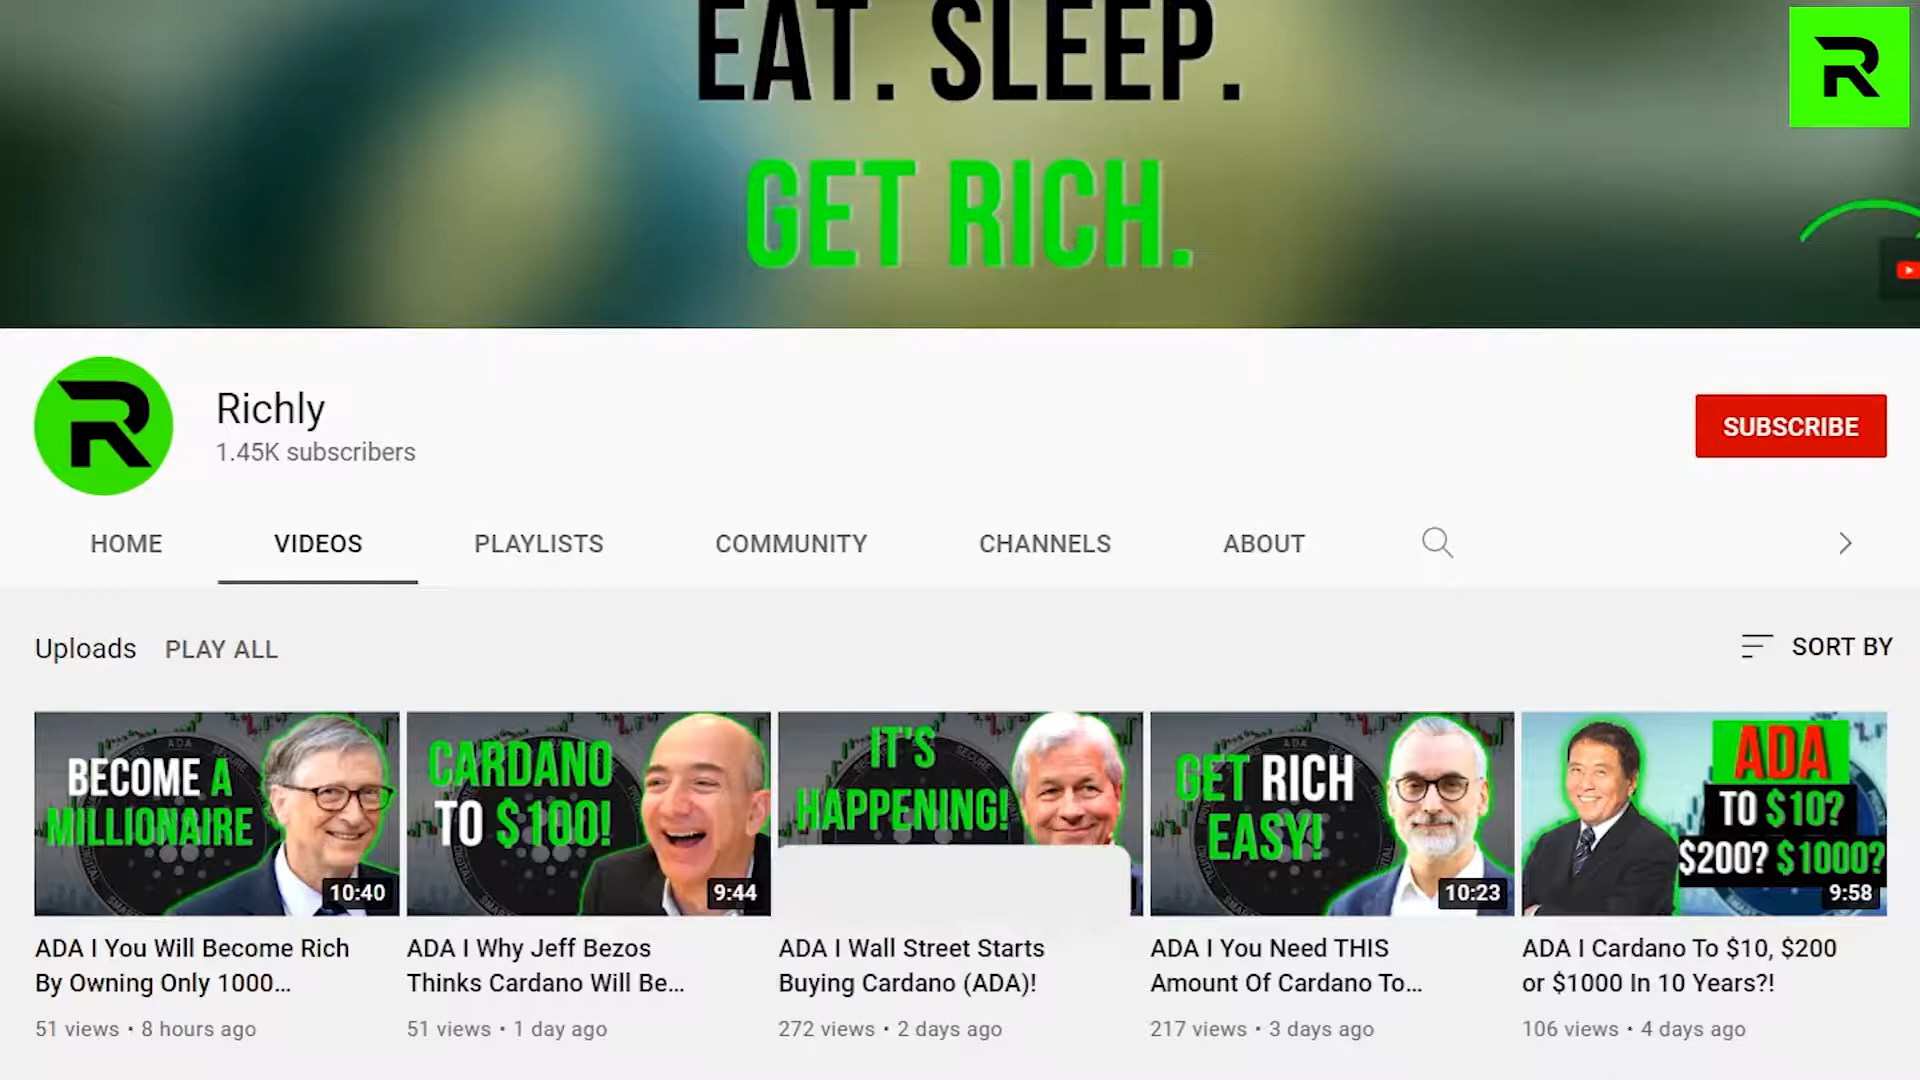 EAT. SLEEP.
GET RICH.
R
R
Richly
1.45K subscribers
SUBSCRIBE
HOME
VIDEOS
PLAYLISTS
COMMUNITY
CHANNELS
ABOUT
Uploads
PLAY ALL
SORT BY
BECOME A
MILLIONAIRE
10:40
CARDANO
TO $100!
9:44
IT'S
HAPPENING!
GET RICH
EASY!
10:23
ADA
TO $10?
$200? $1000?
9:58
ADA I You Will Become Rich
By Owning Only 1000...
51 views • 8 hours ago
ADA I Why Jeff Bezos
Thinks Cardano Will Be...
51 views • 1 day ago
ADA I Wall Street Starts
Buying Cardano (ADA)!
272 views • 2 days ago
ADA I You Need THIS
Amount Of Cardano To...
217 views • 3 days ago
ADA I Cardano To $10, $200
or $1000 In 10 Years?!
106 views • 4 days ago